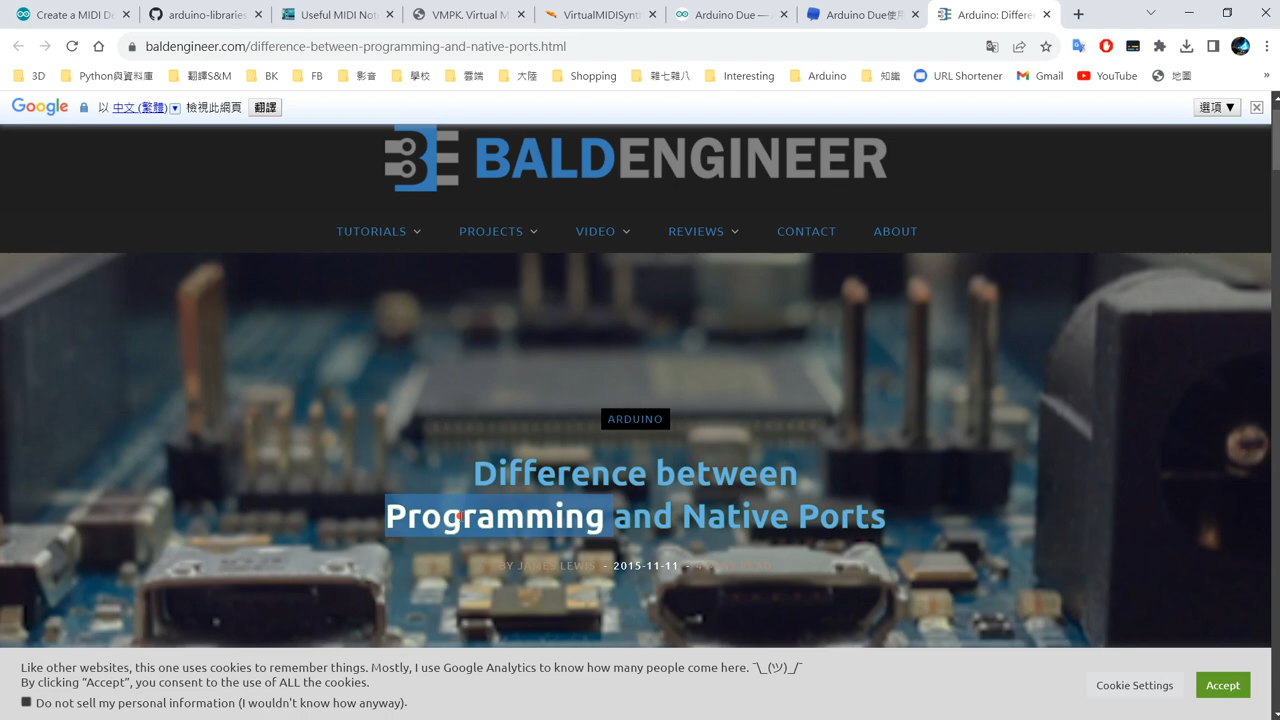 Create a MIDI De
arduino-libraries
Useful MIDI Not
VMPK. Virtual M
VirtualMIDISynt
Arduino Due — 
Arduino Due使用
Arduino: Differe
baldengineer.com/difference-between-programming-and-native-ports.html
3D
Python與資料庫
翻譯S&M
BK
FB
影音
學校
雲端
大陸
Shopping
雜七雜八
Interesting
Arduino
知識
URL Shortener
Gmail
YouTube
地圖
»
Google 以 中文 (繁體) ▼ 檢視此網頁 翻譯
選項 ▼
BALDENGINEER
TUTORIALS
PROJECTS
VIDEO
REVIEWS
CONTACT
ABOUT
ARDUINO
Difference between
Programming and Native Ports
BY JAMES LEWIS - 2015-11-11 -
Like other websites, this one uses cookies to remember things. Mostly, I use Google Analytics to know how many people come here. ¯\_(ツ)_/¯
By clicking “Accept”, you consent to the use of ALL the cookies.
Do not sell my personal information (I wouldn't know how anyway).
Cookie Settings
Accept